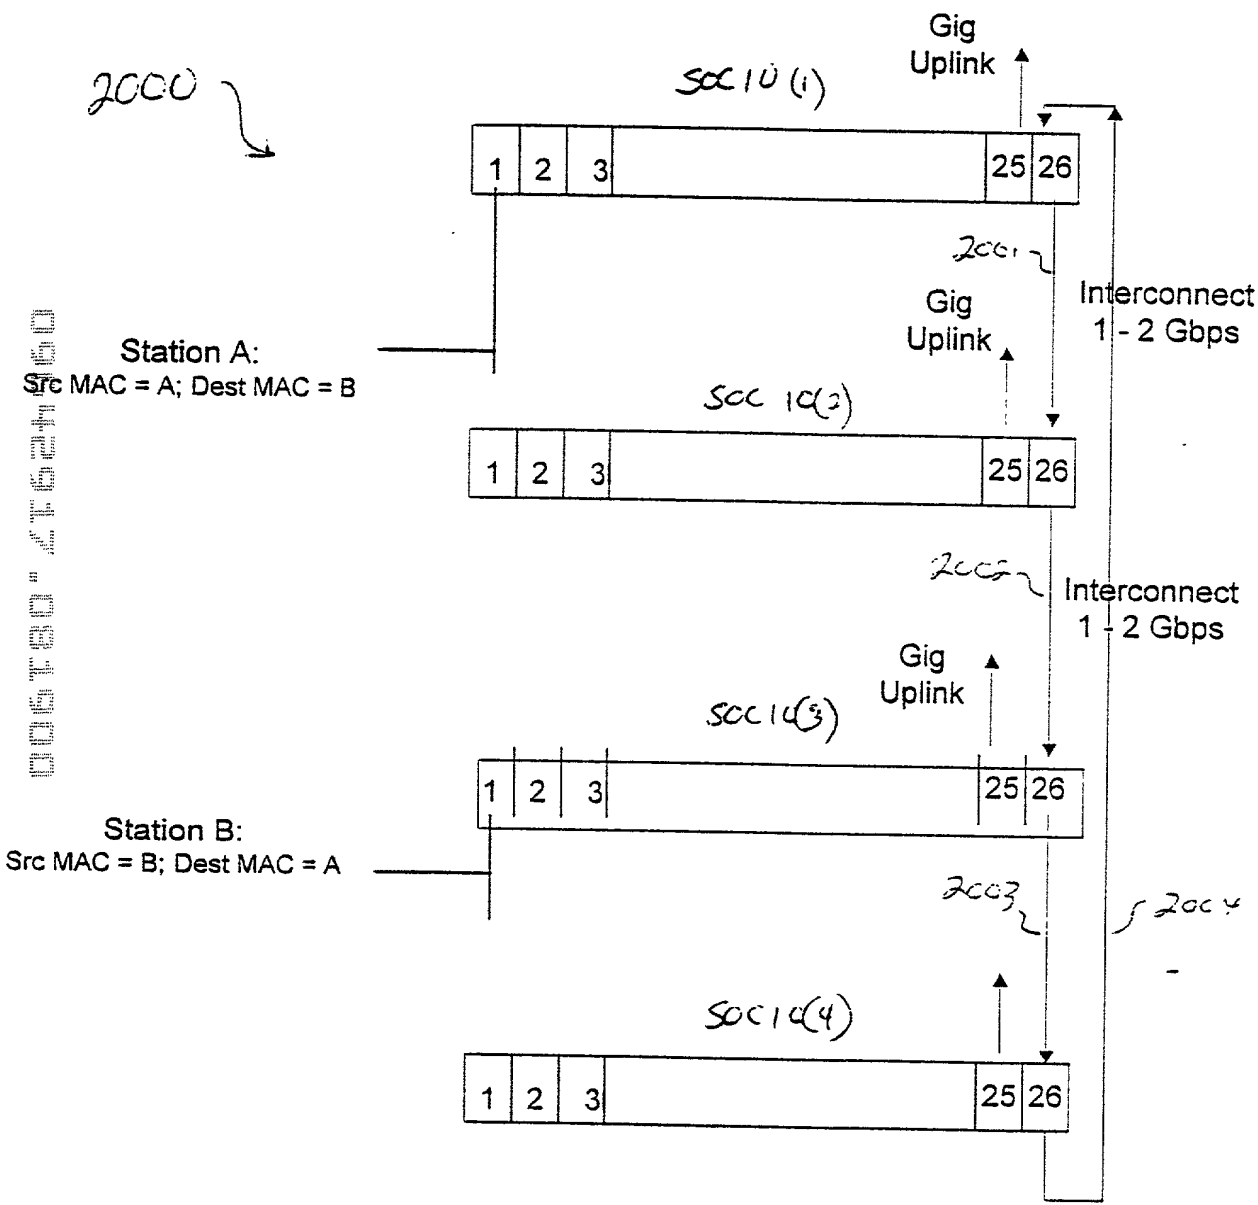 Gig
Uplink
2000
SOC 10 (1)
1 2 3 25 26
2001
Interconnect
1 - 2 Gbps
Gig
Uplink
Station A:
Src MAC = A; Dest MAC = B
SOC 10(2)
1 2 3 25 26
2002
Interconnect
1 - 2 Gbps
Gig
Uplink
SOC 10(3)
1 2 3 25 26
Station B:
Src MAC = B; Dest MAC = A
2003
2004
SOC 10(4)
1 2 3 25 26